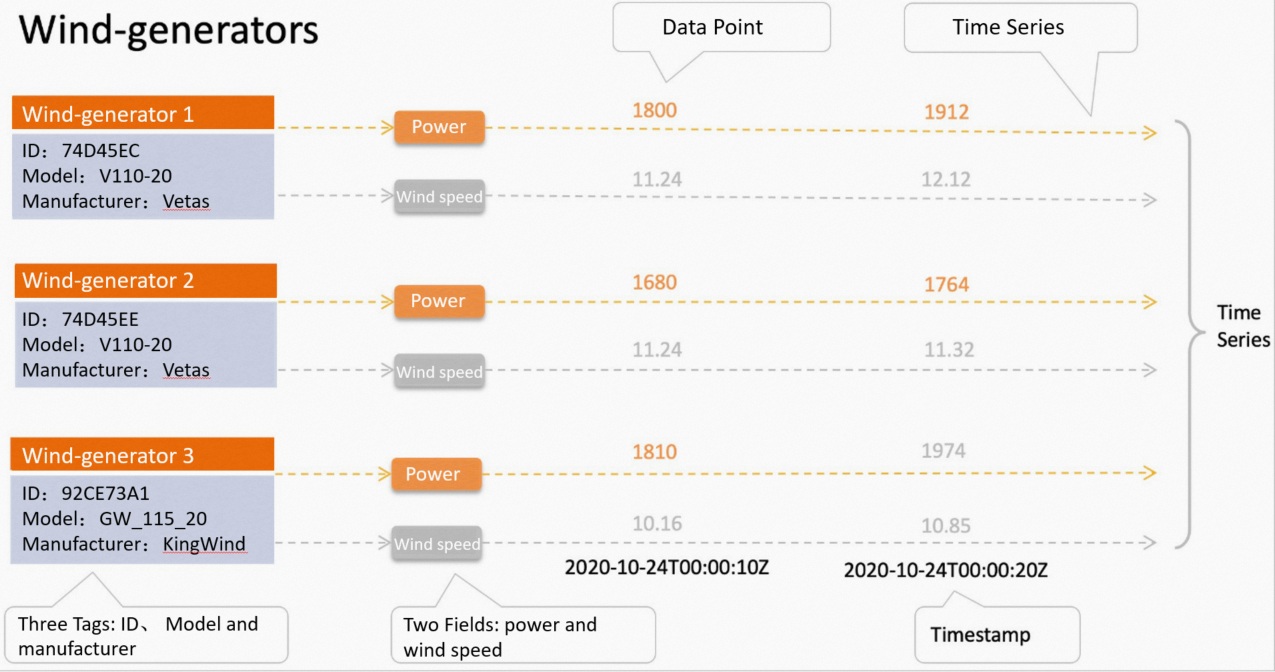 Wind-generators
Data Point
Time Series
Wind-generator 1
ID： 74D45EC
Model：V110-20
Manufacturer： Vetas
Power
1800
1912
Wind speed
11.24
12.12
Wind-generator 2
ID： 74D45EE
Model：V110-20
Manufacturer： Vetas
Power
1680
1764
Wind speed
11.24
11.32
Time
Series
Wind-generator 3
ID： 92CE73A1
Model：GW_115_20
Manufacturer： KingWind
Power
1810
1974
Wind speed
10.16
10.85
2020-10-24T00:00:10Z
2020-10-24T00:00:20Z
Three Tags: ID、 Model and
manufacturer
Two Fields: power and
wind speed
Timestamp